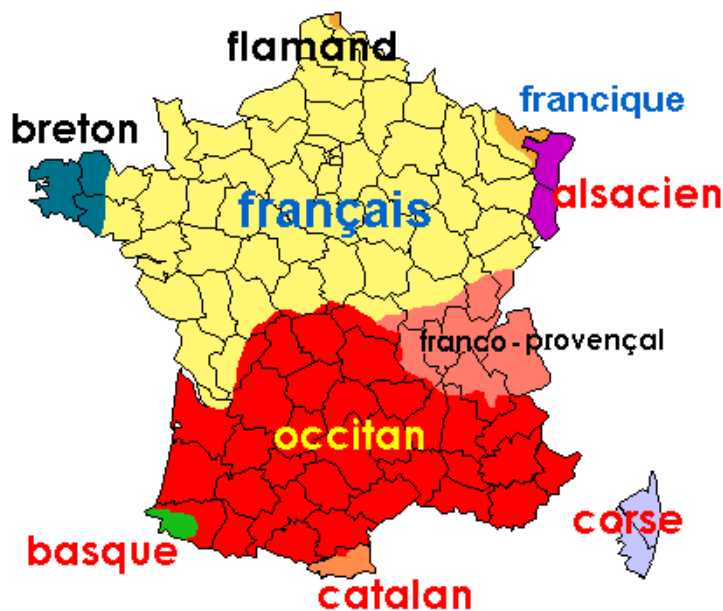 flamand
francique
breton
alsacien
français
franco-provençal
occitan
corse
basque
catalan